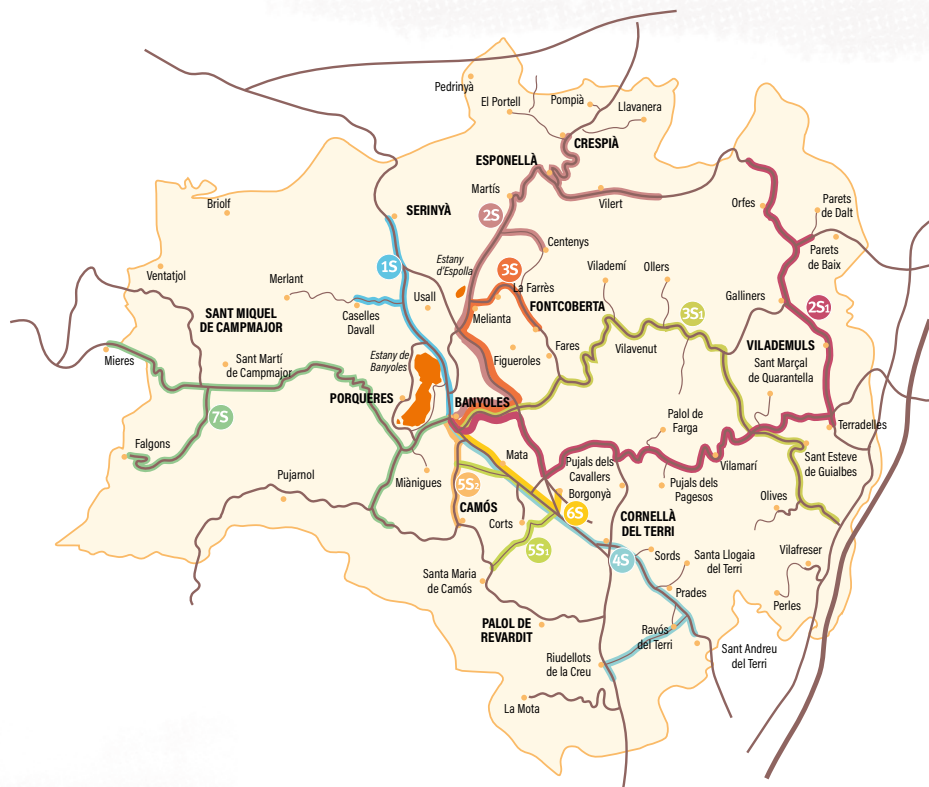 Pedrinyà
El Portell
Pompià
Llavanera
CRESPIÀ
ESPONELLÀ
Martís
Vilert
Orfes
Parets
de Dalt
Briolf
SERINYÀ
2S
Centenys
Parets
de Baix
Estany
d'Espolla
1S
3S
Ventatjol
Merlant
Usall
La Farrès
Vilademí
Ollers
Galliners
2S1
SANT MIQUEL
DE CAMPMAJOR
Caselles
Davall
Melianta
FONTCOBERTA
3S1
Mieres
Sant Martí
de Campmajor
Estany de
Banyoles
Figueroles
Fares
Vilavenut
VILADEMULS
Sant Marçal
de Quarantella
PORQUERES
BANYOLES
7S
Palol de
Farga
Terradelles
Falgons
Mata
Pujarnol
Miànigues
Pujals dels
Cavallers
Vilamarí
Sant Esteve
de Guialbes
5S2
Borgonyà
Pujals dels
Pagesos
Olives
CAMÓS
Corts
6S
CORNELLÀ
DEL TERRI
5S1
4S
Sords
Santa Llogaia
del Terri
Vilafreser
Santa Maria
de Camós
Prades
Perles
PALOL DE
REVARDIT
Ravós
del Terri
Sant Andreu
del Terri
Riudellots
de la Creu
La Mota